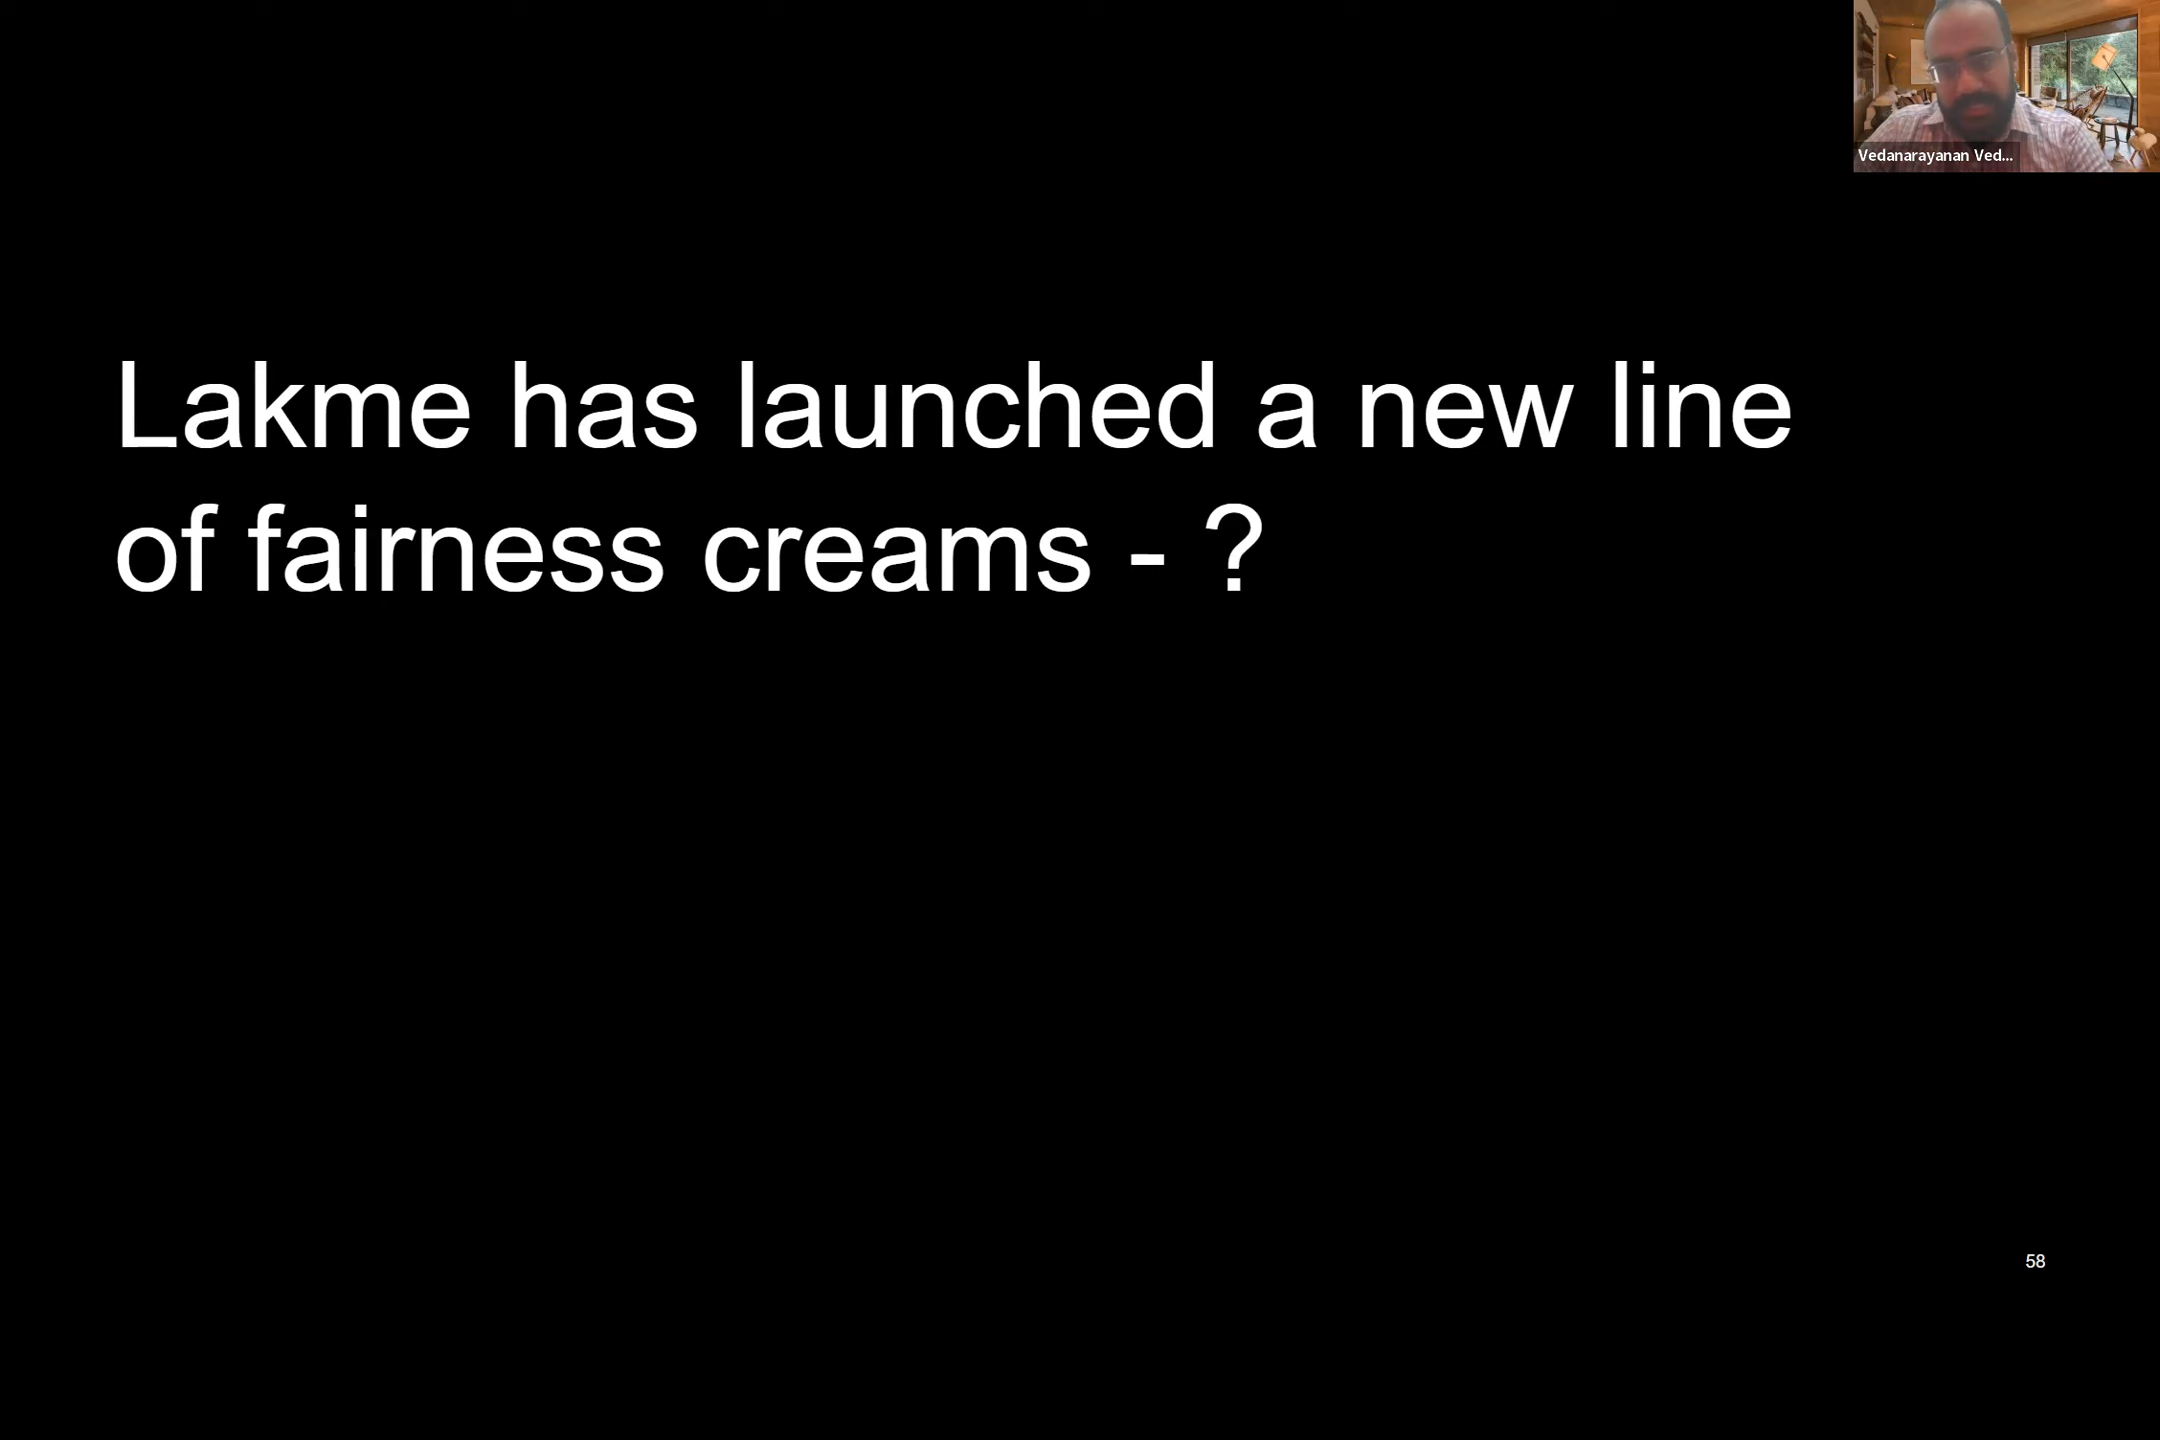 Vedanarayanan Ved...
Lakme has launched a new line
of fairness creams - ?
58